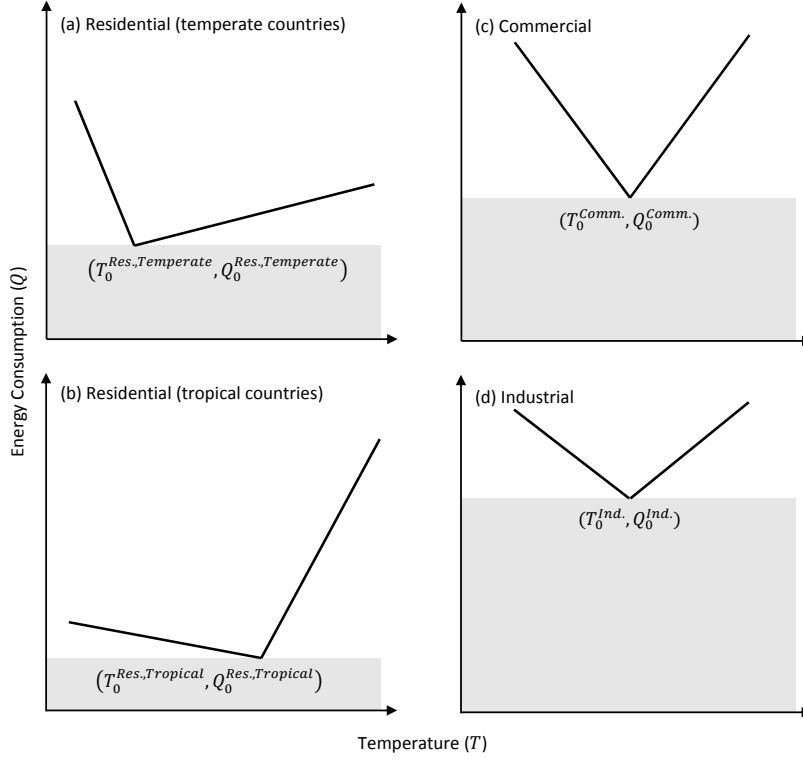 (a) Residential (temperate countries)
(T₀^{Res.,Temperate}, Q₀^{Res.,Temperate})
(c) Commercial
(T₀^{Comm.}, Q₀^{Comm.})
Energy Consumption (Q)
(b) Residential (tropical countries)
(T₀^{Res.,Tropical}, Q₀^{Res.,Tropical})
(d) Industrial
(T₀^{Ind.}, Q₀^{Ind.})
Temperature (T)